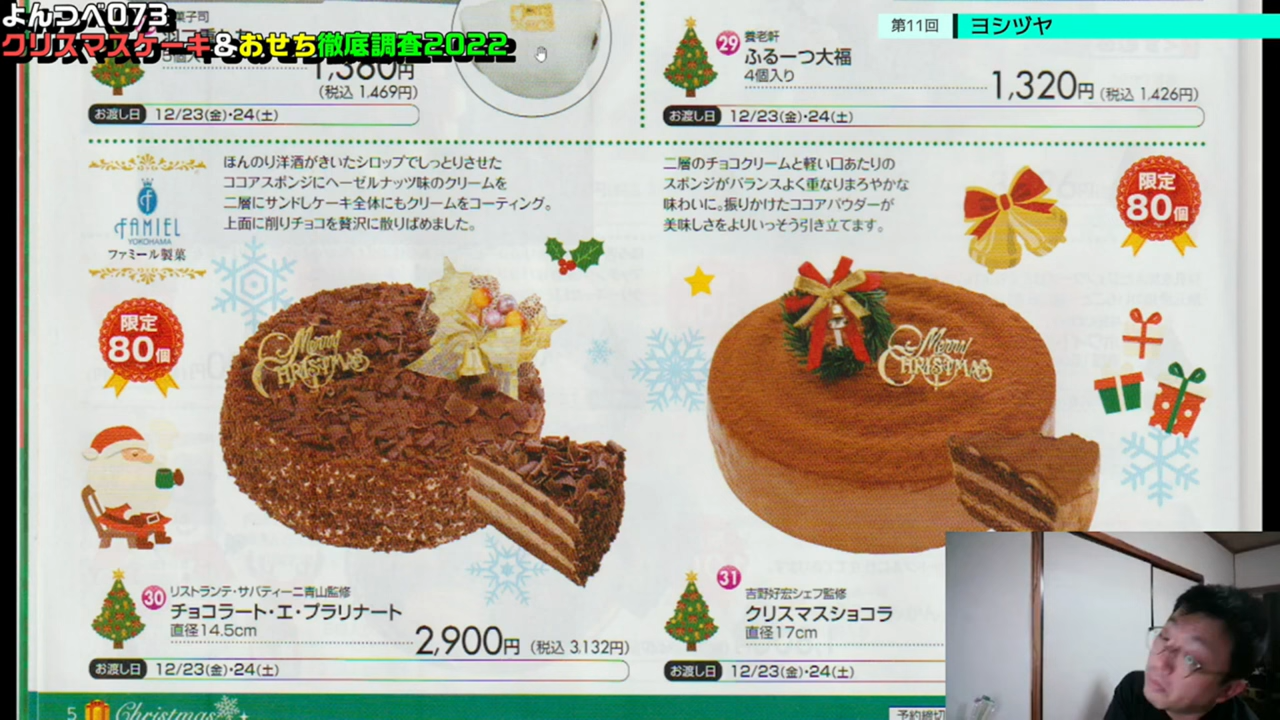 よんつべ073
クリスマスケーキ&おせち徹底調査2022
第11回 ヨシヅヤ
菓子司
1,360円
(税込 1,469円)
お渡し日 12/23(金)・24(土)
29
養老軒
ふるーつ大福
4個入り
1,320円(税込 1,426円)
お渡し日 12/23(金)・24(土)
FAMIEL
YOKOHAMA
ファミール製菓
ほんのり洋酒がきいたシロップでしっとりさせた
ココアスポンジにヘーゼルナッツ味のクリームを
二層にサンドしケーキ全体にもクリームをコーティング。
上面に削りチョコを贅沢に散りばめました。
限定
80個
Merry
CHRISTMAS
30
リストランテ・サバティーニ青山監修
チョコラート・エ・プラリナート
直径14.5cm
2,900円(税込 3,132円)
お渡し日 12/23(金)・24(土)
二層のチョコクリームと軽い口あたりの
スポンジがバランスよく重なりまろやかな
味わいに。振りかけたココアパウダーが
美味しさをよりいっそう引き立てます。
限定
80個
Merry
CHRISTMAS
31
吉野好宏シェフ監修
クリスマスショコラ
直径17cm
お渡し日 12/23(金)・24(土)
5 Christmas
予約締切